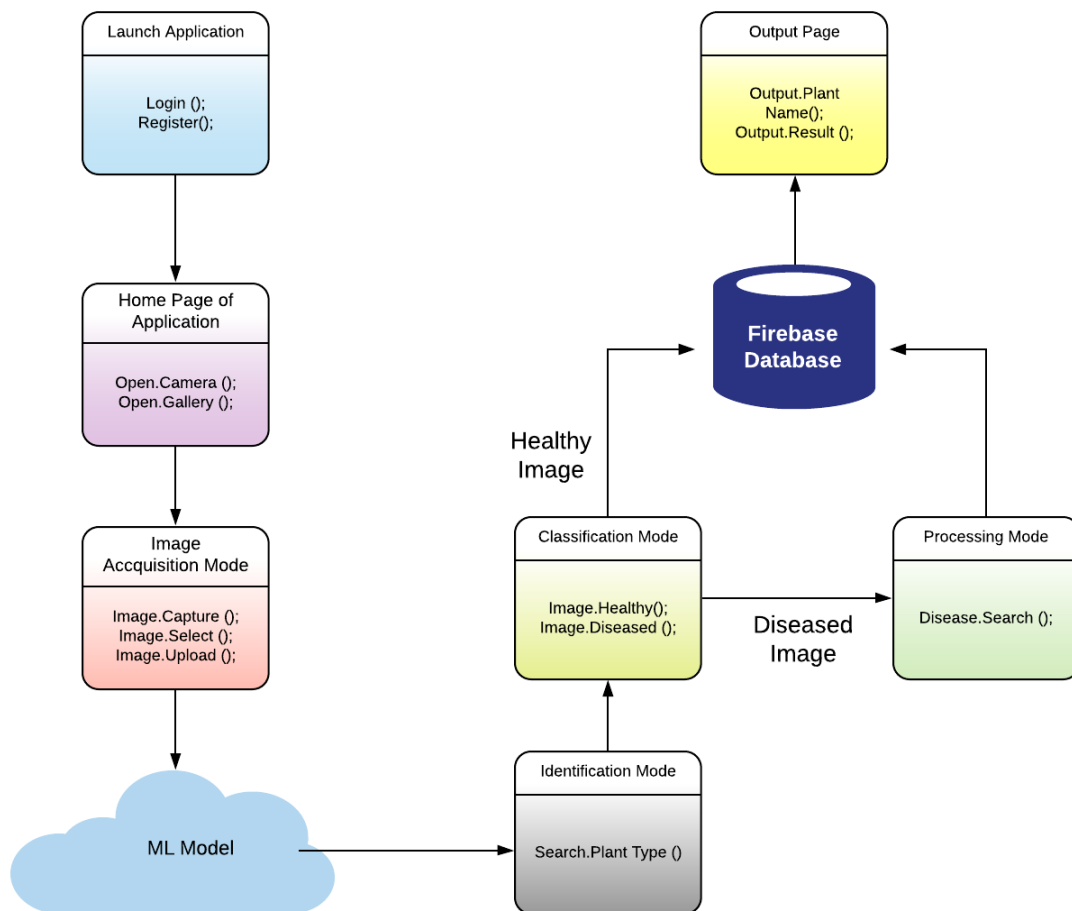 Launch Application
Login ();
Register();
Home Page of
Application
Open.Camera ();
Open.Gallery ();
Image
Accquisition Mode
Image.Capture ();
Image.Select ();
Image.Upload ();
ML Model
Identification Mode
Search.Plant Type ()
Classification Mode
Image.Healthy();
Image.Diseased ();
Healthy
Image
Diseased
Image
Processing Mode
Disease.Search ();
Firebase
Database
Output Page
Output.Plant
Name();
Output.Result ();